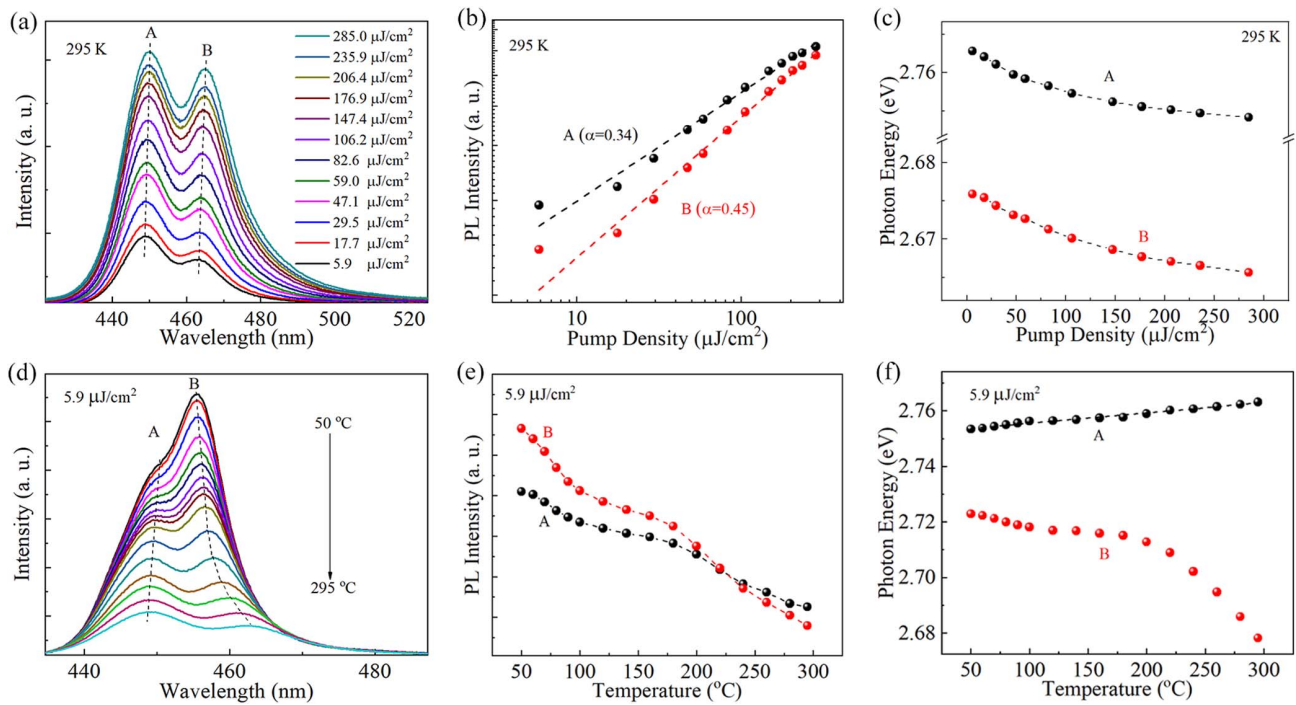 (a)
295 K
A
B
285.0 μJ/cm²
235.9 μJ/cm²
206.4 μJ/cm²
176.9 μJ/cm²
147.4 μJ/cm²
106.2 μJ/cm²
82.6 μJ/cm²
59.0 μJ/cm²
47.1 μJ/cm²
29.5 μJ/cm²
17.7 μJ/cm²
5.9 μJ/cm²
Intensity (a. u.)
440 460 480 500 520
Wavelength (nm)
(b)
295 K
A (α=0.34)
B (α=0.45)
PL Intensity (a. u.)
10 100
Pump Density (μJ/cm²)
(c)
295 K
A
B
2.76
2.68
2.67
Photon Energy (eV)
0 50 100 150 200 250 300
Pump Density (μJ/cm²)
(d)
5.9 μJ/cm²
B
A
50 ºC
295 ºC
Intensity (a. u.)
440 460 480
Wavelength (nm)
(e)
5.9 μJ/cm²
B
A
PL Intensity (a. u.)
50 100 150 200 250 300
Temperature (ºC)
(f)
5.9 μJ/cm²
A
B
2.76
2.74
2.72
2.70
2.68
Photon Energy (eV)
50 100 150 200 250 300
Temperature (ºC)